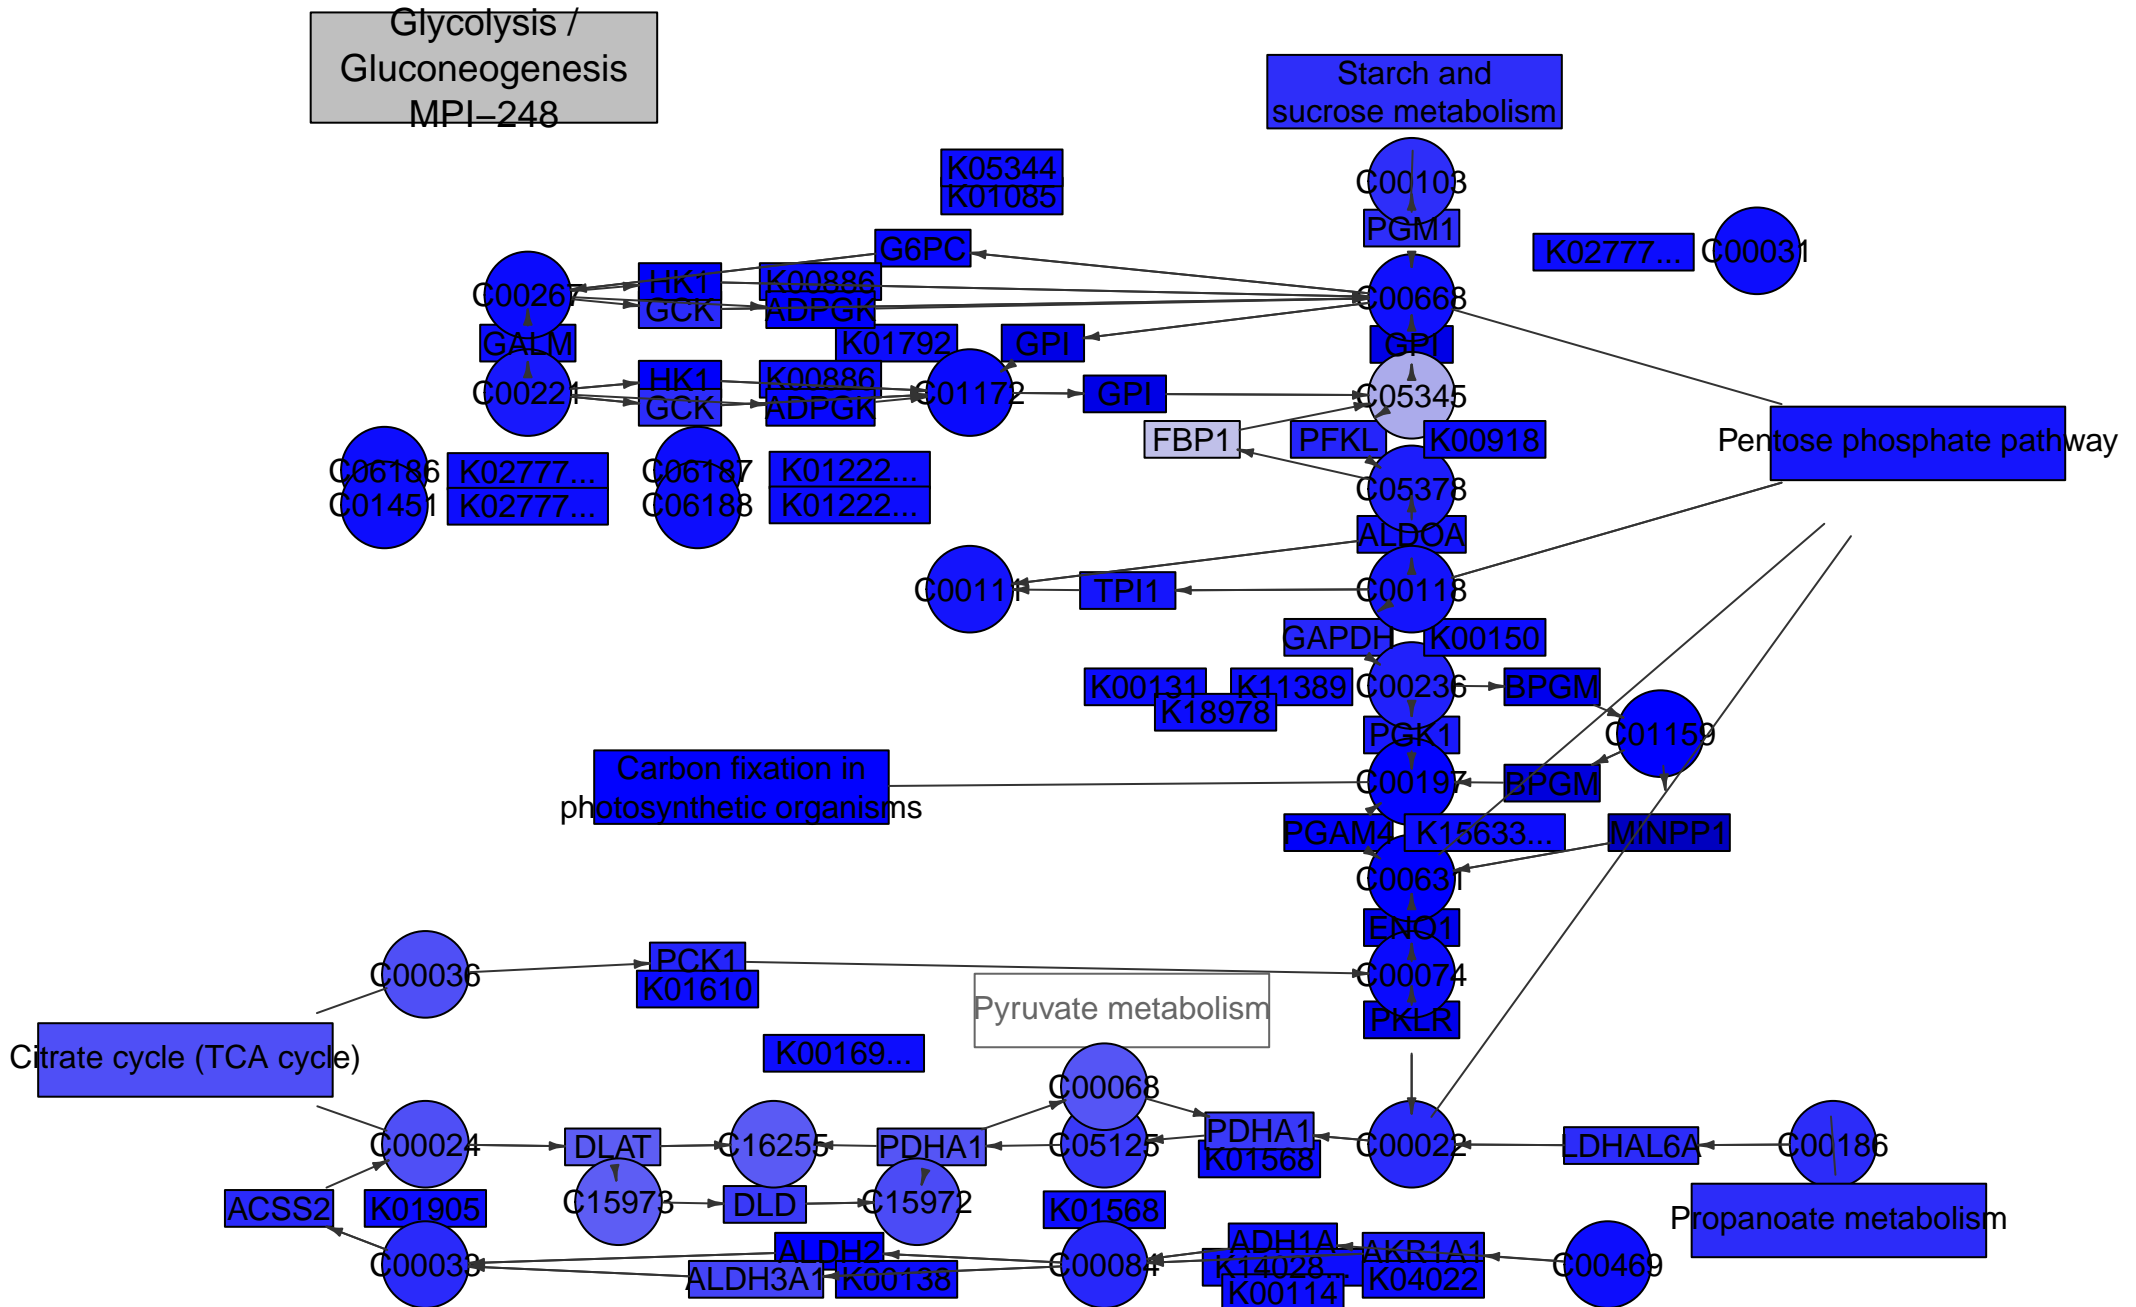 Glycolysis /
Gluconeogenesis
MPI–248
Starch and
sucrose metabolism
K05344
K01085
C00103
PGM1
G6PC
K02777...
C00031
C00267
HK1
K00886
GCK
ADPGK
C00668
GALM
K01792
GPI
GPI
C00221
HK1
K00886
GCK
ADPGK
C01172
GPI
C05345
FBP1
PFKL
K00918
Pentose phosphate pathway
C06186
K02777...
C06187
K01222...
C01451
K02777...
C06188
K01222...
C05378
ALDOA
C00111
TPI1
C00118
GAPDH
K00150
K00131
K11389
K18978
C00236
BPGM
PGK1
C01159
Carbon fixation in
photosynthetic organisms
C00197
BPGM
PGAM4
K15633...
MINPP1
C00631
ENO1
C00036
PCK1
K01610
C00074
Pyruvate metabolism
PKLR
Citrate cycle (TCA cycle)
K00169...
C00068
C00024
DLAT
C16255
PDHA1
C05125
PDHA1
K01568
C00022
LDHAL6A
C00186
ACSS2
K01905
C15973
DLD
C15972
K01568
Propanoate metabolism
C00033
ALDH2
ALDH3A1
K00138
C00084
ADH1A
K14028...
K00114
AKR1A1
K04022
C00469